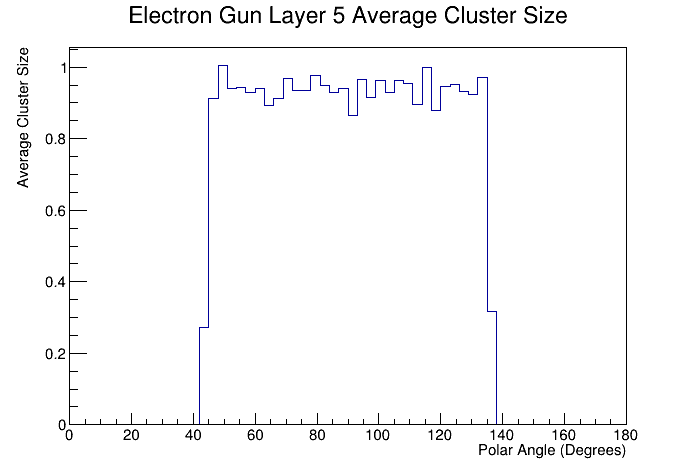 Electron Gun Layer 5 Average Cluster Size
Average Cluster Size
1
0.8
0.6
0.4
0.2
0
0 20 40 60 80 100 120 140 160 180
Polar Angle (Degrees)